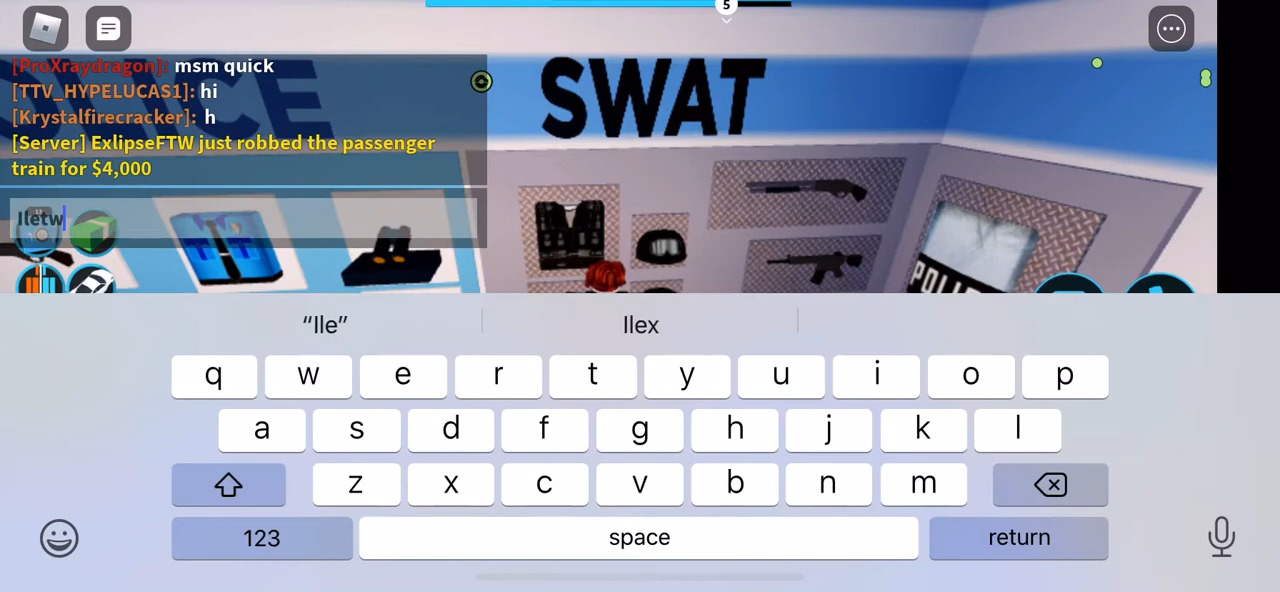 5
[ProXraydragon]: msm quick
[TTV_HYPELUCAS1]: hi
[Krystalfirecracker]: h
[Server] ExlipseFTW just robbed the passenger
train for $4,000
SWAT
POLICE
“Ile” Ilex
q w e r t y u i o p
a s d f g h j k l
z x c v b n m
123 space return